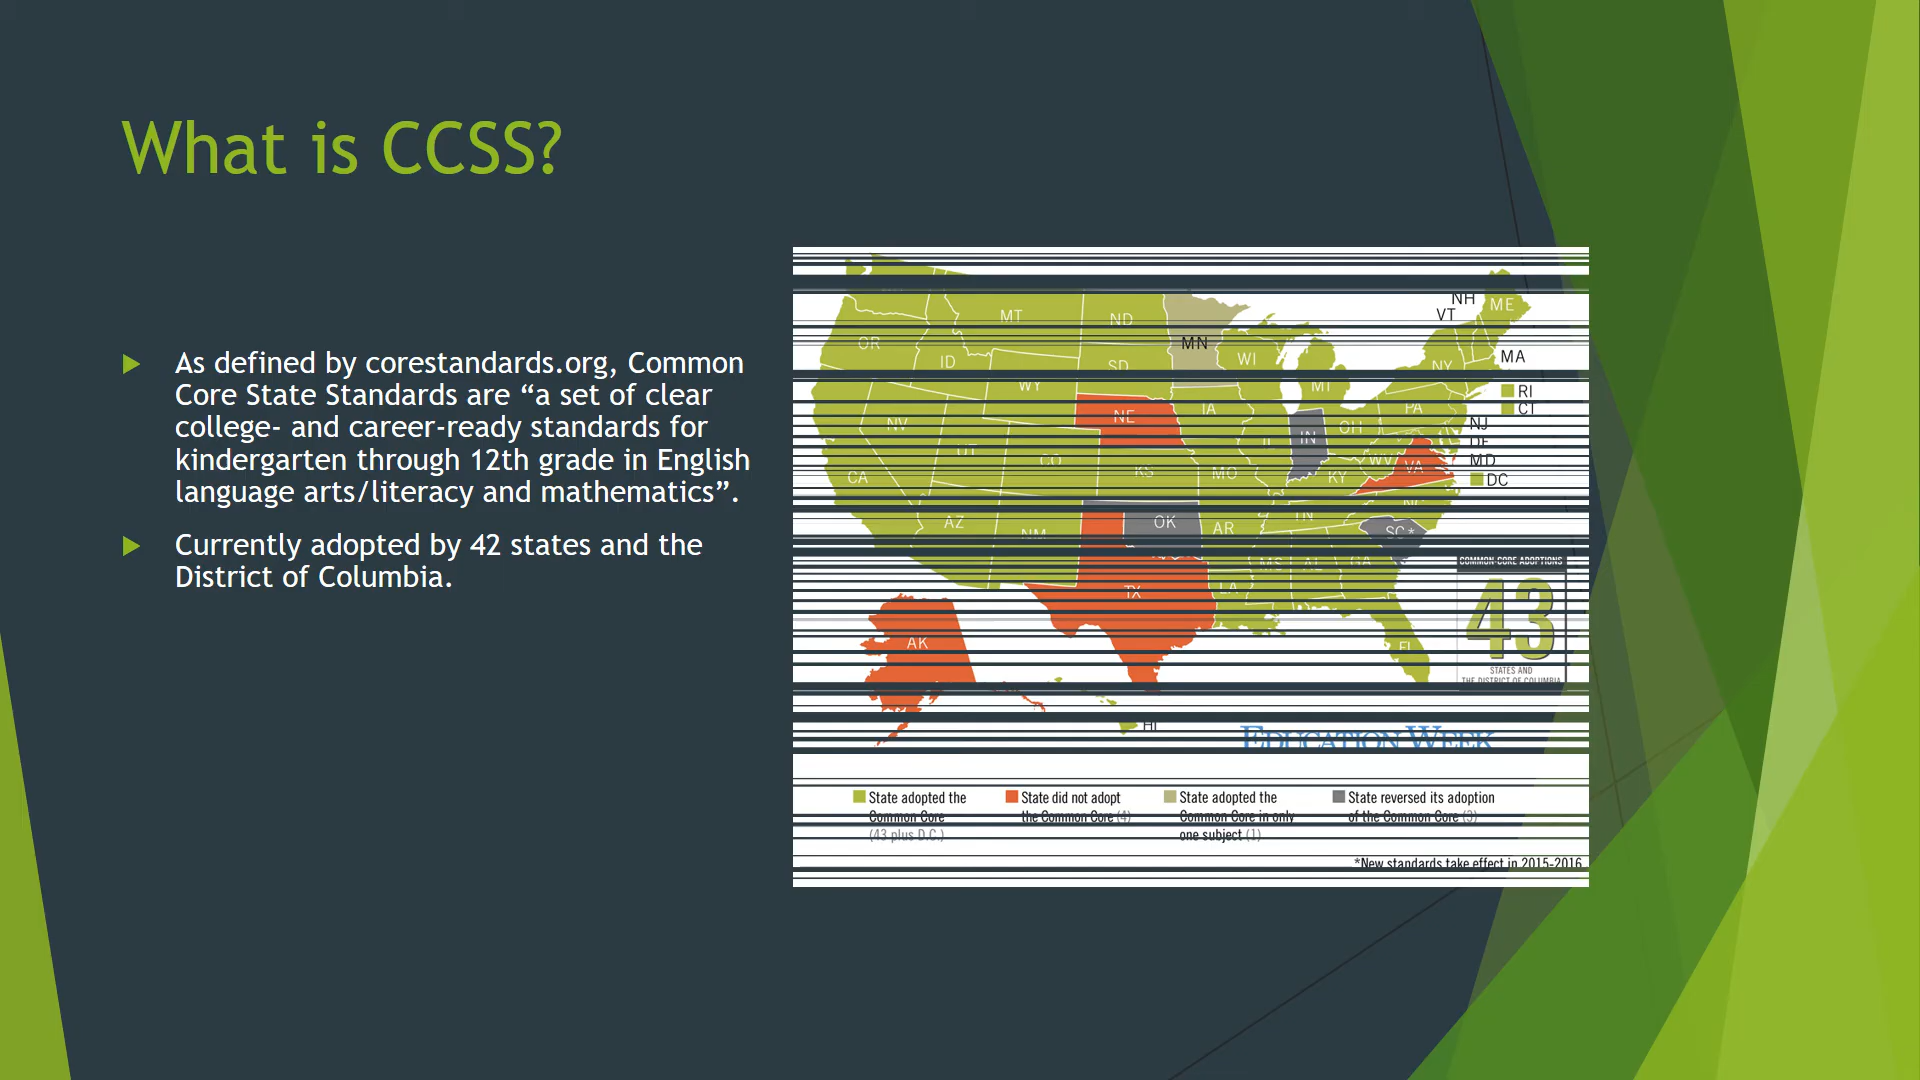 What is CCSS?
As defined by corestandards.org, Common
Core State Standards are “a set of clear
college- and career-ready standards for
kindergarten through 12th grade in English
language arts/literacy and mathematics”.
Currently adopted by 42 states and the
District of Columbia.
NH
ME
VT
MT
ND
OR
MN
MA
ID
SD
WI
NY
WY
MI
RI
CT
NE
IA
PA
NV
OH
NJ
IN
IL
DE
UT
CO
WV
VA
MD
CA
KS
MO
KY
DC
AZ
NM
OK
AR
TN
NC
SC*
MS
AL
GA
TX
LA
COMMON-CORE ADOPTIONS
43
STATES AND
THE DISTRICT OF COLUMBIA
AK
FL
HI
EDUCATION WEEK
State adopted the
Common Core
(43 plus D.C.)
State did not adopt
the Common Core (4)
State adopted the
Common Core in only
one subject (1)
State reversed its adoption
of the Common Core (3)
*New standards take effect in 2015-2016